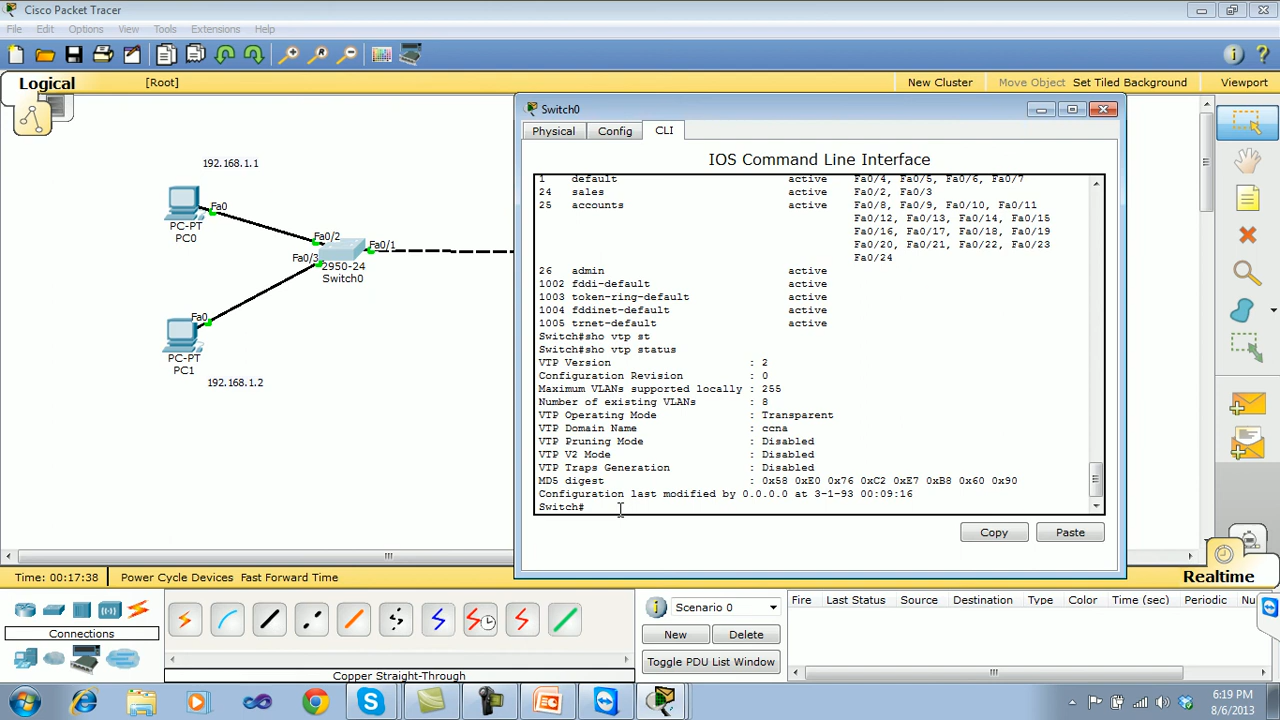 Cisco Packet Tracer
File Edit Options View Tools Extensions Help
Logical [Root] New Cluster Move Object Set Tiled Background Viewport
192.168.1.1
Fa0
PC-PT
PC0
Fa0/2
Fa0/1
Fa0/3
2950-24
Switch0
Fa0
PC-PT
PC1
192.168.1.2
Switch0
Physical Config CLI
IOS Command Line Interface
1 default active Fa0/4, Fa0/5, Fa0/6, Fa0/7
24 sales active Fa0/2, Fa0/3
25 accounts active Fa0/8, Fa0/9, Fa0/10, Fa0/11
Fa0/12, Fa0/13, Fa0/14, Fa0/15
Fa0/16, Fa0/17, Fa0/18, Fa0/19
Fa0/20, Fa0/21, Fa0/22, Fa0/23
Fa0/24
26 admin active
1002 fddi-default active
1003 token-ring-default active
1004 fddinet-default active
1005 trnet-default active
Switch#sho vtp st
Switch#sho vtp status
VTP Version : 2
Configuration Revision : 0
Maximum VLANs supported locally : 255
Number of existing VLANs : 8
VTP Operating Mode : Transparent
VTP Domain Name : ccna
VTP Pruning Mode : Disabled
VTP V2 Mode : Disabled
VTP Traps Generation : Disabled
MD5 digest : 0x58 0xE0 0x76 0xC2 0xE7 0xB8 0x60 0x90
Configuration last modified by 0.0.0.0 at 3-1-93 00:09:16
Switch#
Copy Paste
Time: 00:17:38 Power Cycle Devices Fast Forward Time
Realtime
Connections
Copper Straight-Through
Scenario 0
New Delete
Toggle PDU List Window
Fire Last Status Source Destination Type Color Time (sec) Periodic Nu
6:19 PM
8/6/2013